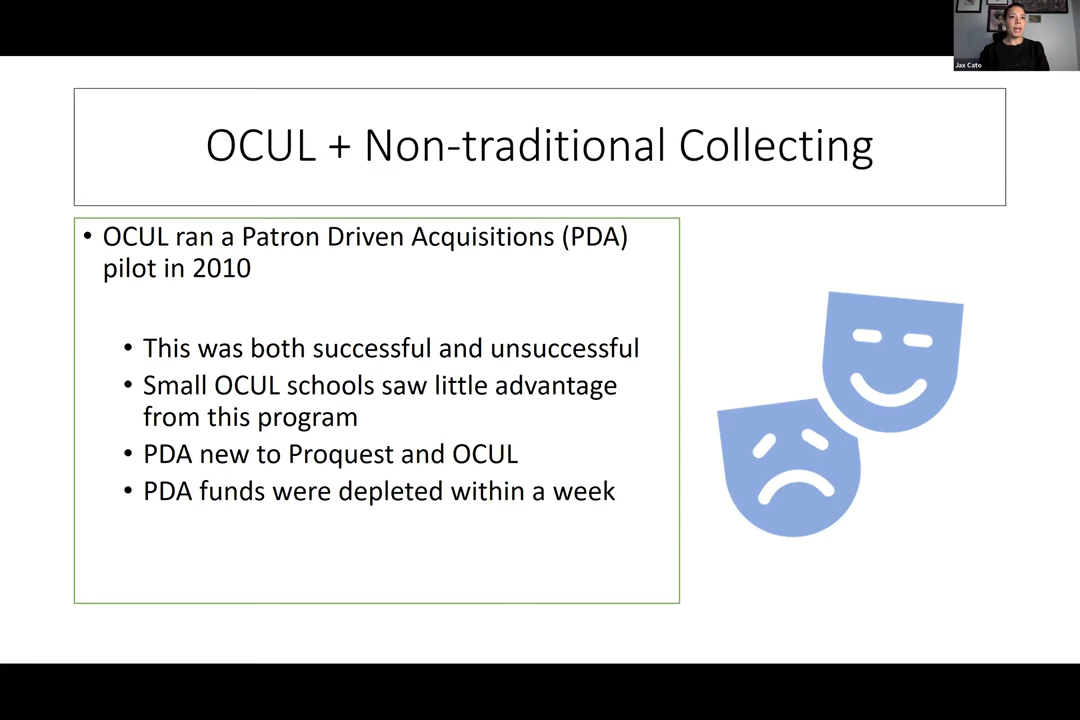 Jax Cato
OCUL + Non-traditional Collecting
• OCUL ran a Patron Driven Acquisitions (PDA)
pilot in 2010
• This was both successful and unsuccessful
• Small OCUL schools saw little advantage
from this program
• PDA new to Proquest and OCUL
• PDA funds were depleted within a week